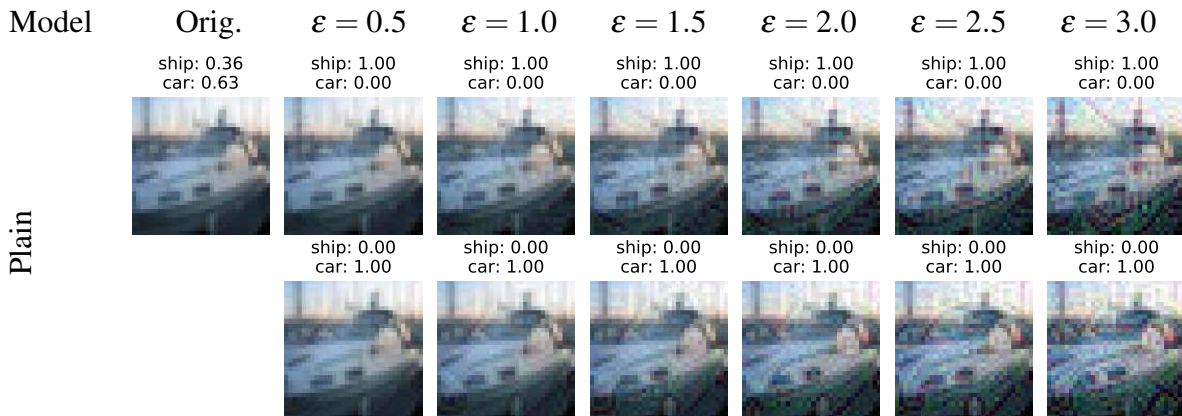 Model Orig. ε = 0.5 ε = 1.0 ε = 1.5 ε = 2.0 ε = 2.5 ε = 3.0
ship: 0.36 ship: 1.00 ship: 1.00 ship: 1.00 ship: 1.00 ship: 1.00 ship: 1.00
car: 0.63 car: 0.00 car: 0.00 car: 0.00 car: 0.00 car: 0.00 car: 0.00
Plain
ship: 0.00 ship: 0.00 ship: 0.00 ship: 0.00 ship: 0.00 ship: 0.00
car: 1.00 car: 1.00 car: 1.00 car: 1.00 car: 1.00 car: 1.00